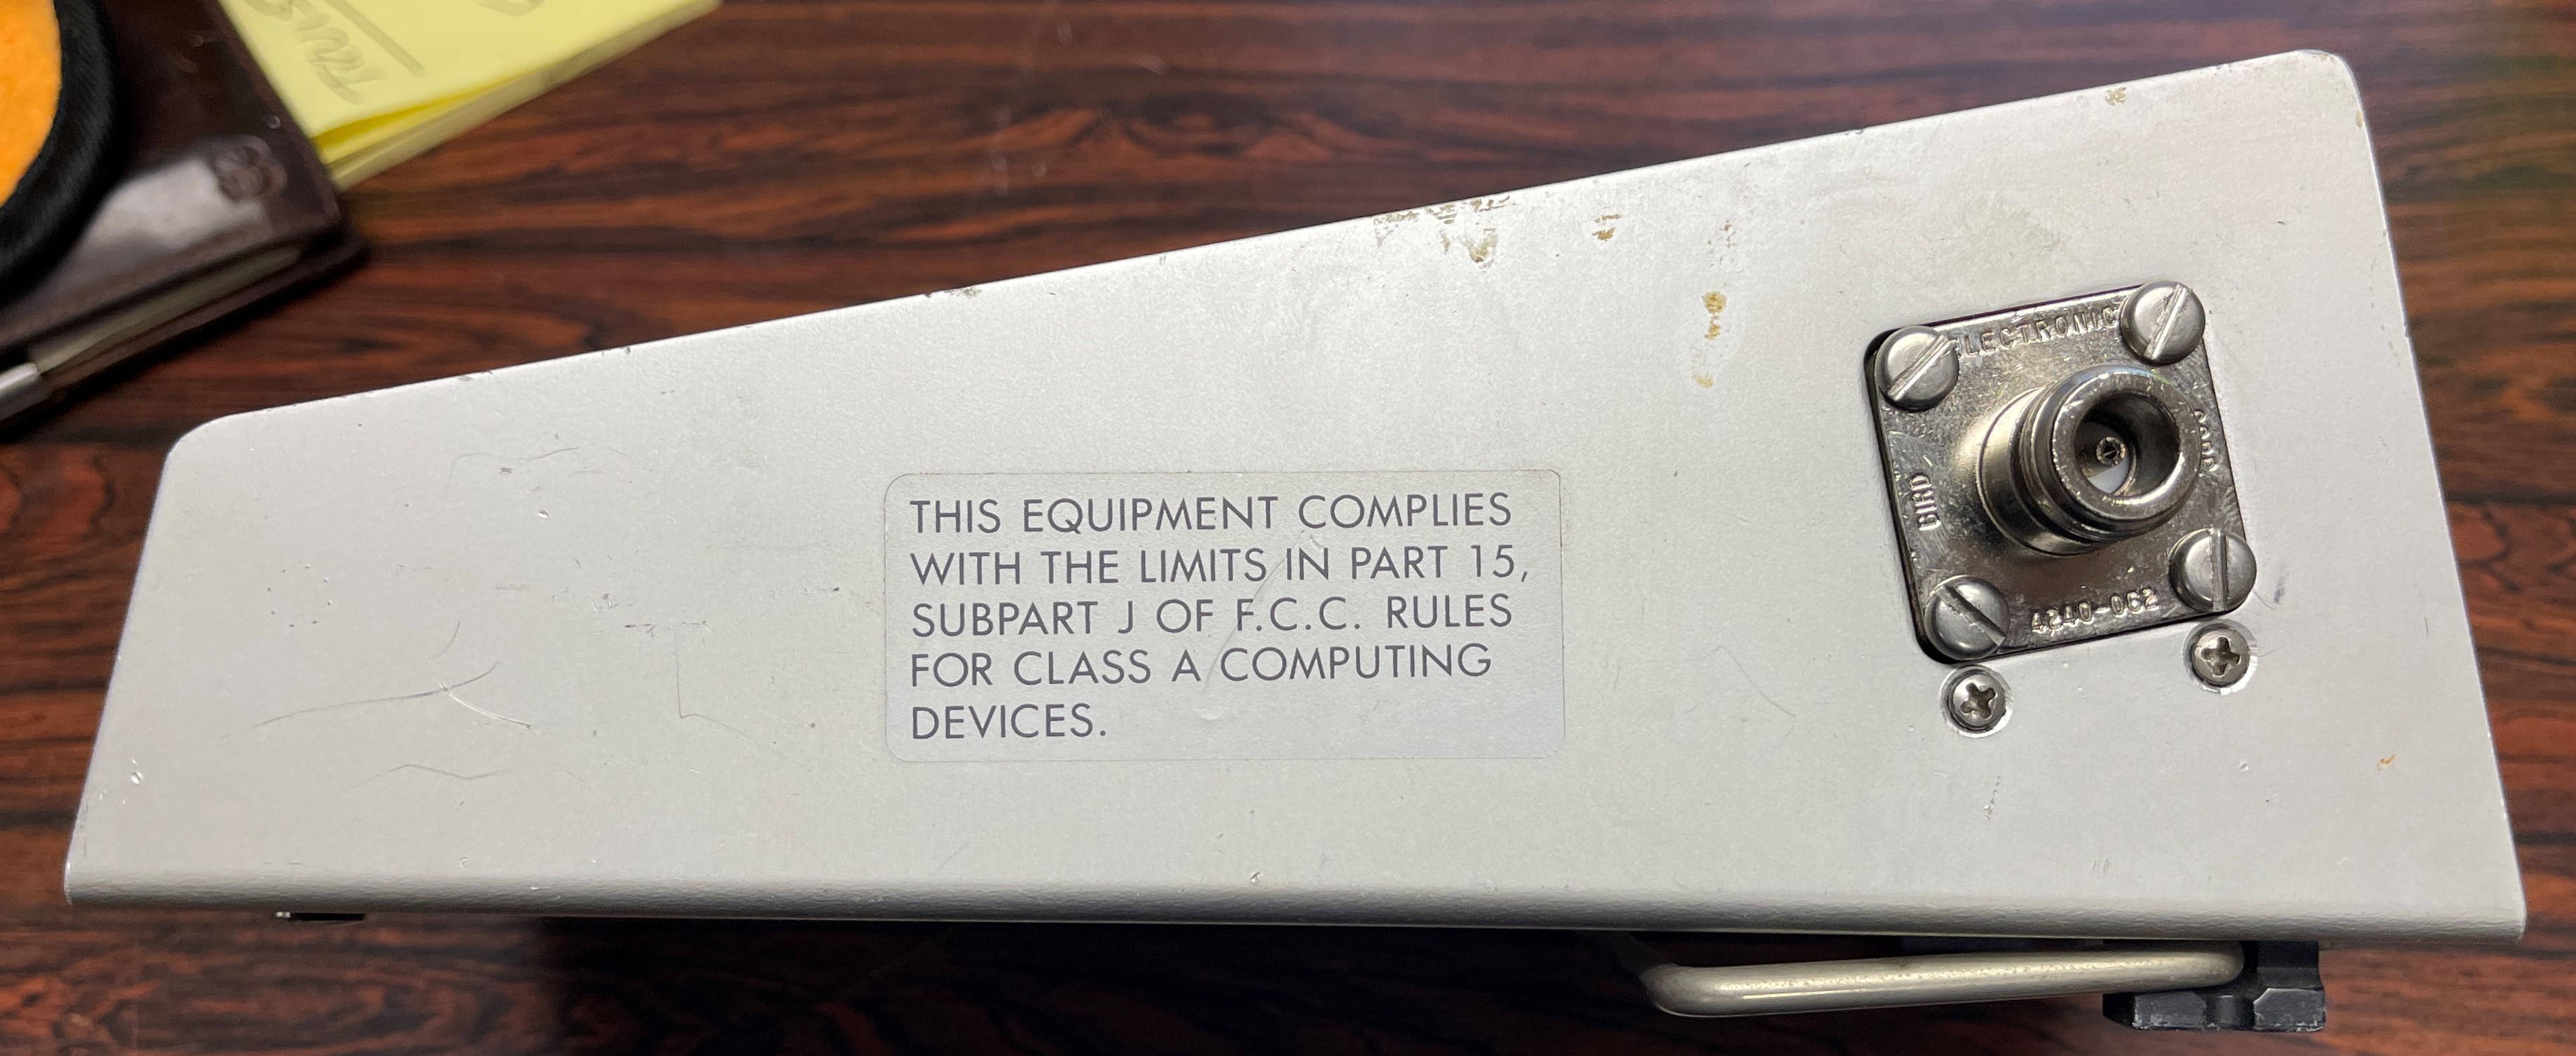 THIS EQUIPMENT COMPLIES
WITH THE LIMITS IN PART 15,
SUBPART J OF F.C.C. RULES
FOR CLASS A COMPUTING
DEVICES.
BIRD
ELECTRONIC
CORP
4240-062